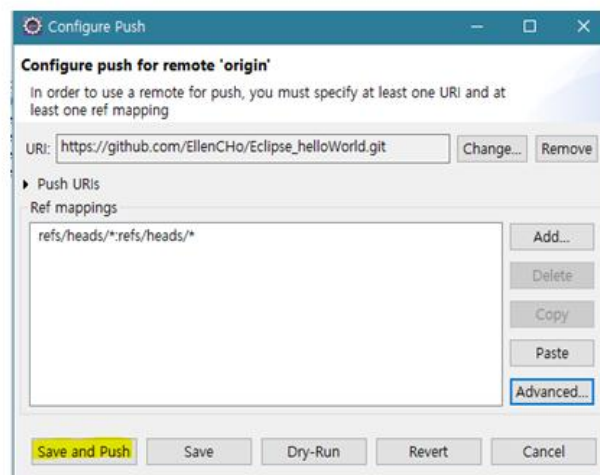 Configure Push
Configure push for remote 'origin'
In order to use a remote for push, you must specify at least one URI and at
least one ref mapping
URI: https://github.com/EllenCHo/Eclipse_helloWorld.git Change... Remove
Push URIs
Ref mappings
refs/heads/*:refs/heads/* Add...
Delete
Copy
Paste
Advanced...
Save and Push Save Dry-Run Revert Cancel